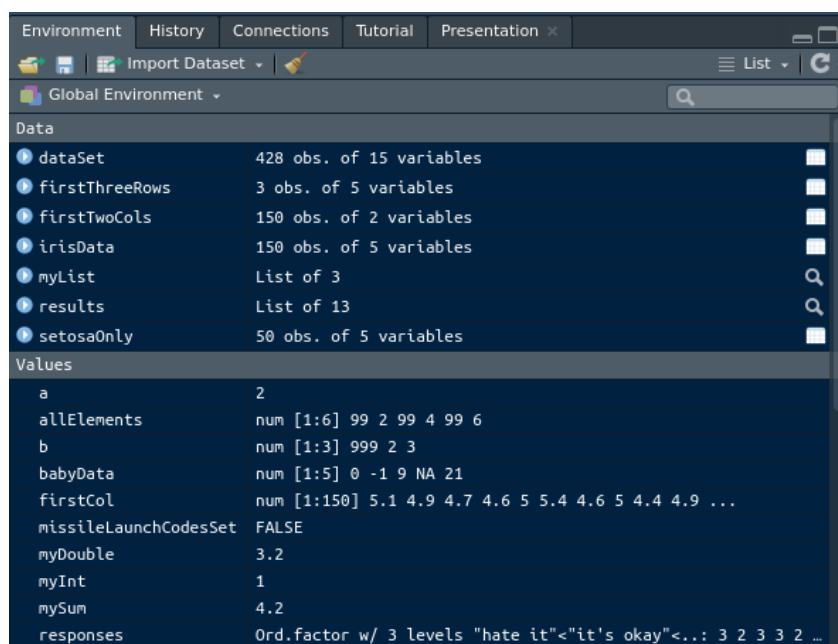 Environment History Connections Tutorial Presentation
Import Dataset List
Global Environment
Data
dataSet 428 obs. of 15 variables
firstThreeRows 3 obs. of 5 variables
firstTwoCols 150 obs. of 2 variables
irisData 150 obs. of 5 variables
myList List of 3
results List of 13
setosaOnly 50 obs. of 5 variables
Values
a 2
allElements num [1:6] 99 2 99 4 99 6
b num [1:3] 999 2 3
babyData num [1:5] 0 -1 9 NA 21
firstCol num [1:150] 5.1 4.9 4.7 4.6 5 5.4 4.6 5 4.4 4.9 ...
missileLaunchCodesSet FALSE
myDouble 3.2
myInt 1
mySum 4.2
responses Ord.factor w/ 3 levels "hate it"<"it's okay"<..: 3 2 3 3 2 …